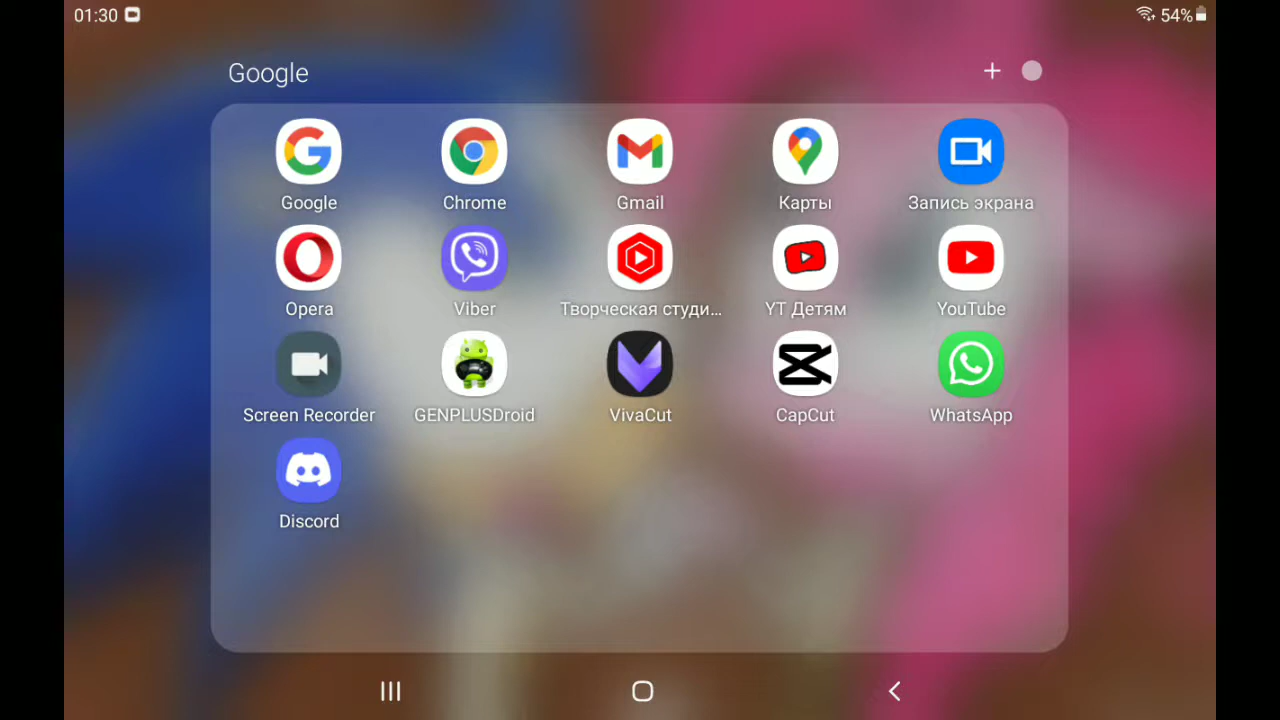 01:30
54%
Google
Google
Chrome
Gmail
Карты
Запись экрана
Opera
Viber
Творческая студи...
YT Детям
YouTube
Screen Recorder
GENPLUSDroid
VivaCut
CapCut
WhatsApp
Discord